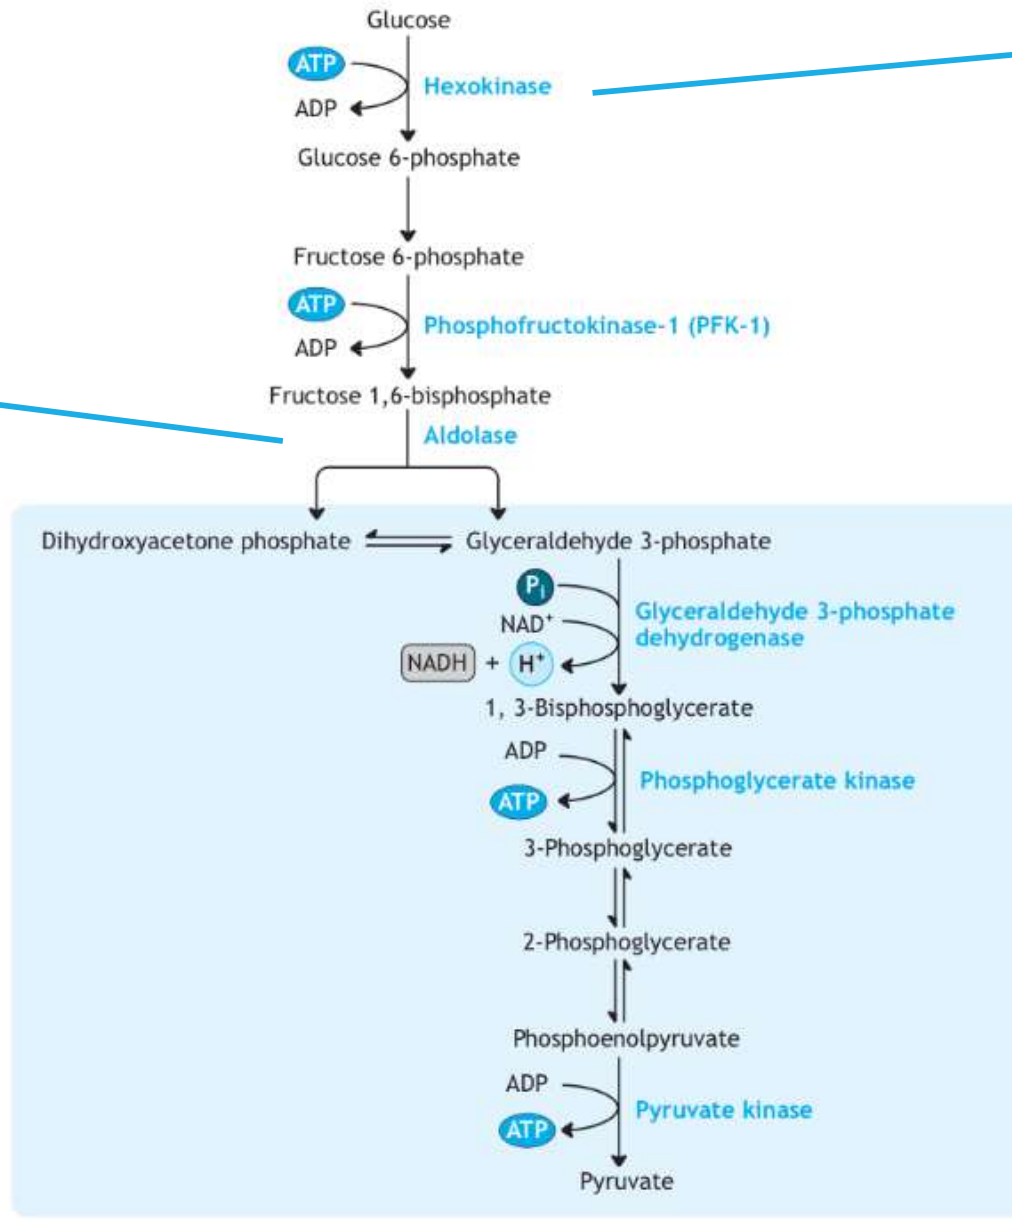 Glucose
ATP
Hexokinase
ADP
Glucose 6-phosphate
Fructose 6-phosphate
ATP
Phosphofructokinase-1 (PFK-1)
ADP
Fructose 1,6-bisphosphate
Aldolase
Dihydroxyacetone phosphate
Glyceraldehyde 3-phosphate
Pi
Glyceraldehyde 3-phosphate
dehydrogenase
NAD⁺
NADH + H⁺
1, 3-Bisphosphoglycerate
ADP
Phosphoglycerate kinase
ATP
3-Phosphoglycerate
2-Phosphoglycerate
Phosphoenolpyruvate
ADP
Pyruvate kinase
ATP
Pyruvate